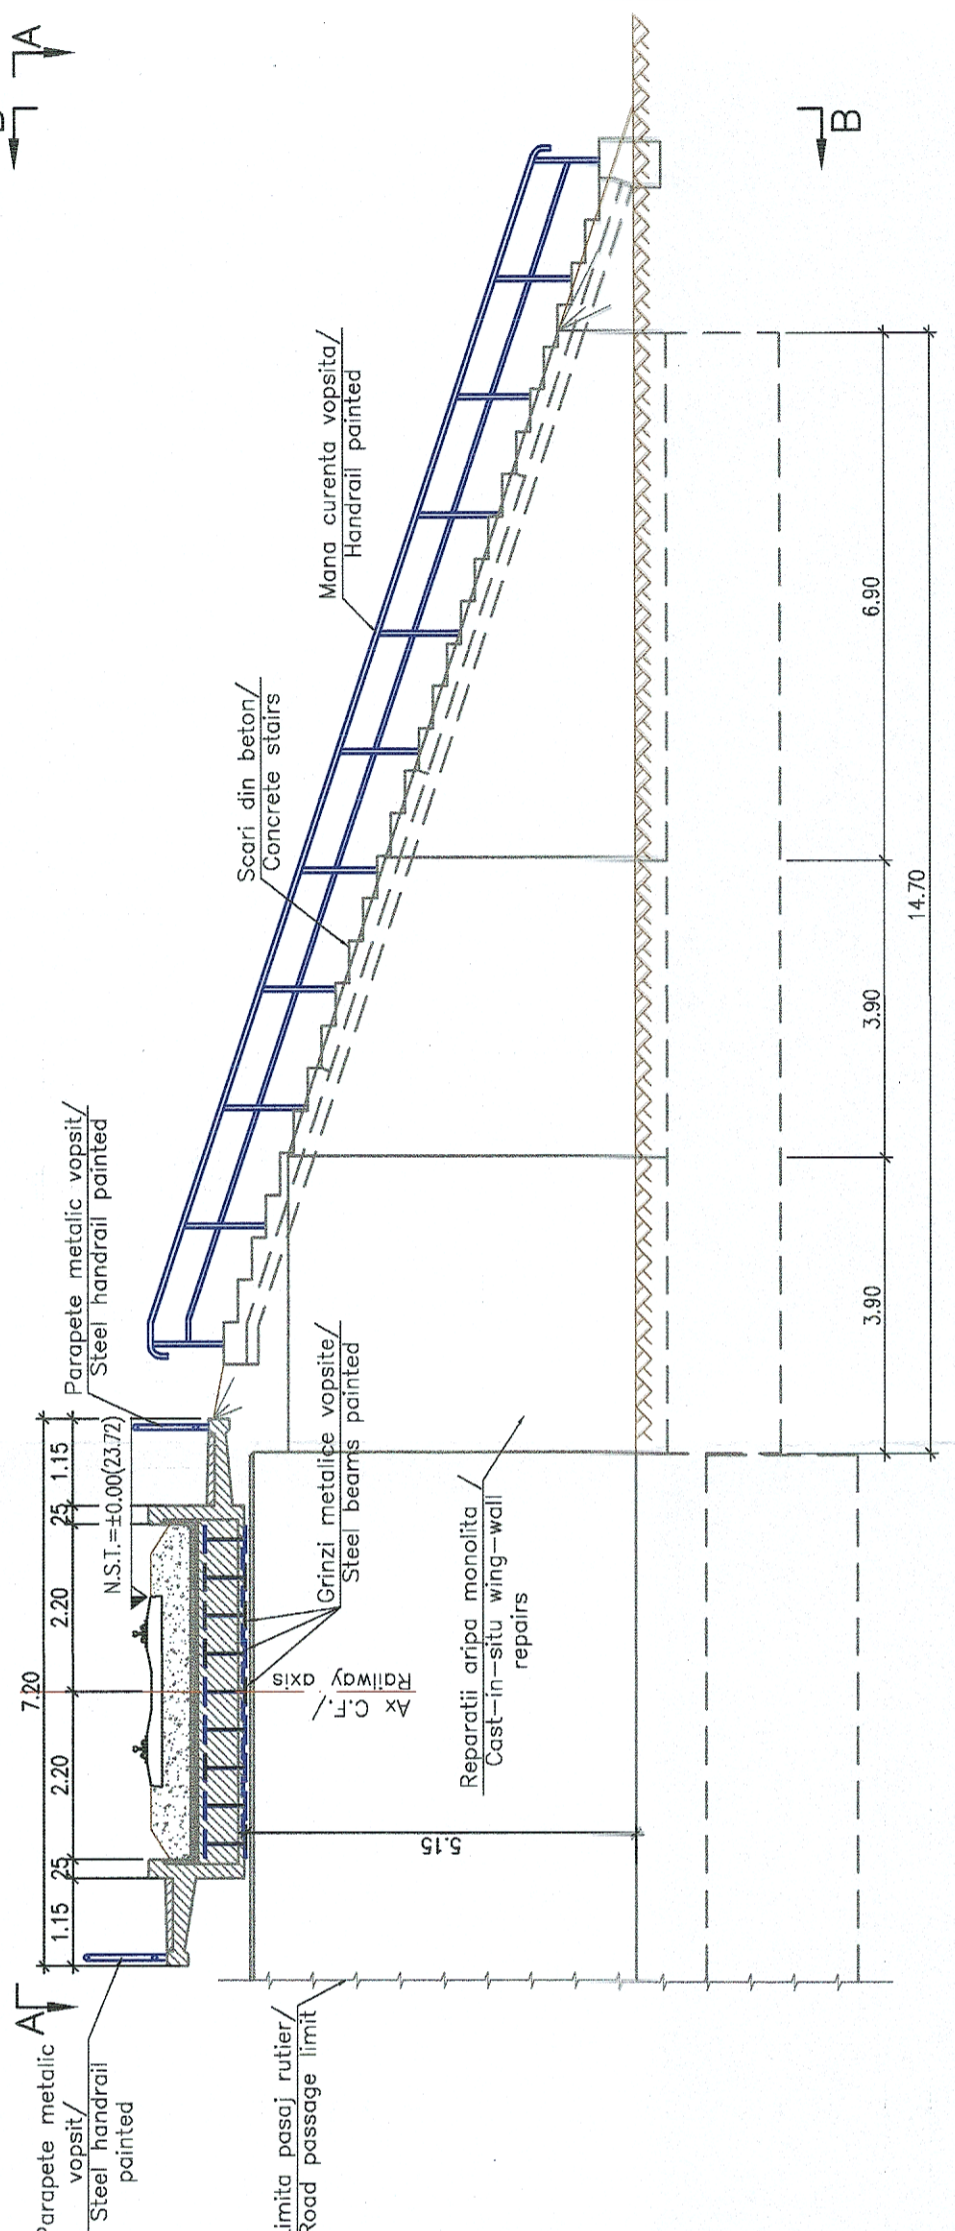 Parapete metalic
vopsit/
Steel handrail
painted
A
7.20
1.15
25
2.20
2.20
25
1.15
N.S.T.=±0.00(23.72)
Parapete metalic vopsit/
Steel handrail painted
Grinzi metalice vopsite/
Steel beams painted
Ax C.F./
Railway axis
Reparatii aripa monolita /
Cast-in-situ wing-wall
repairs
5.15
pasaj rutier/
Road passage limit
Scari din beton/
Concrete stairs
Mana curenta vopsita/
Handrail painted
3.90
3.90
6.90
14.70
A
B